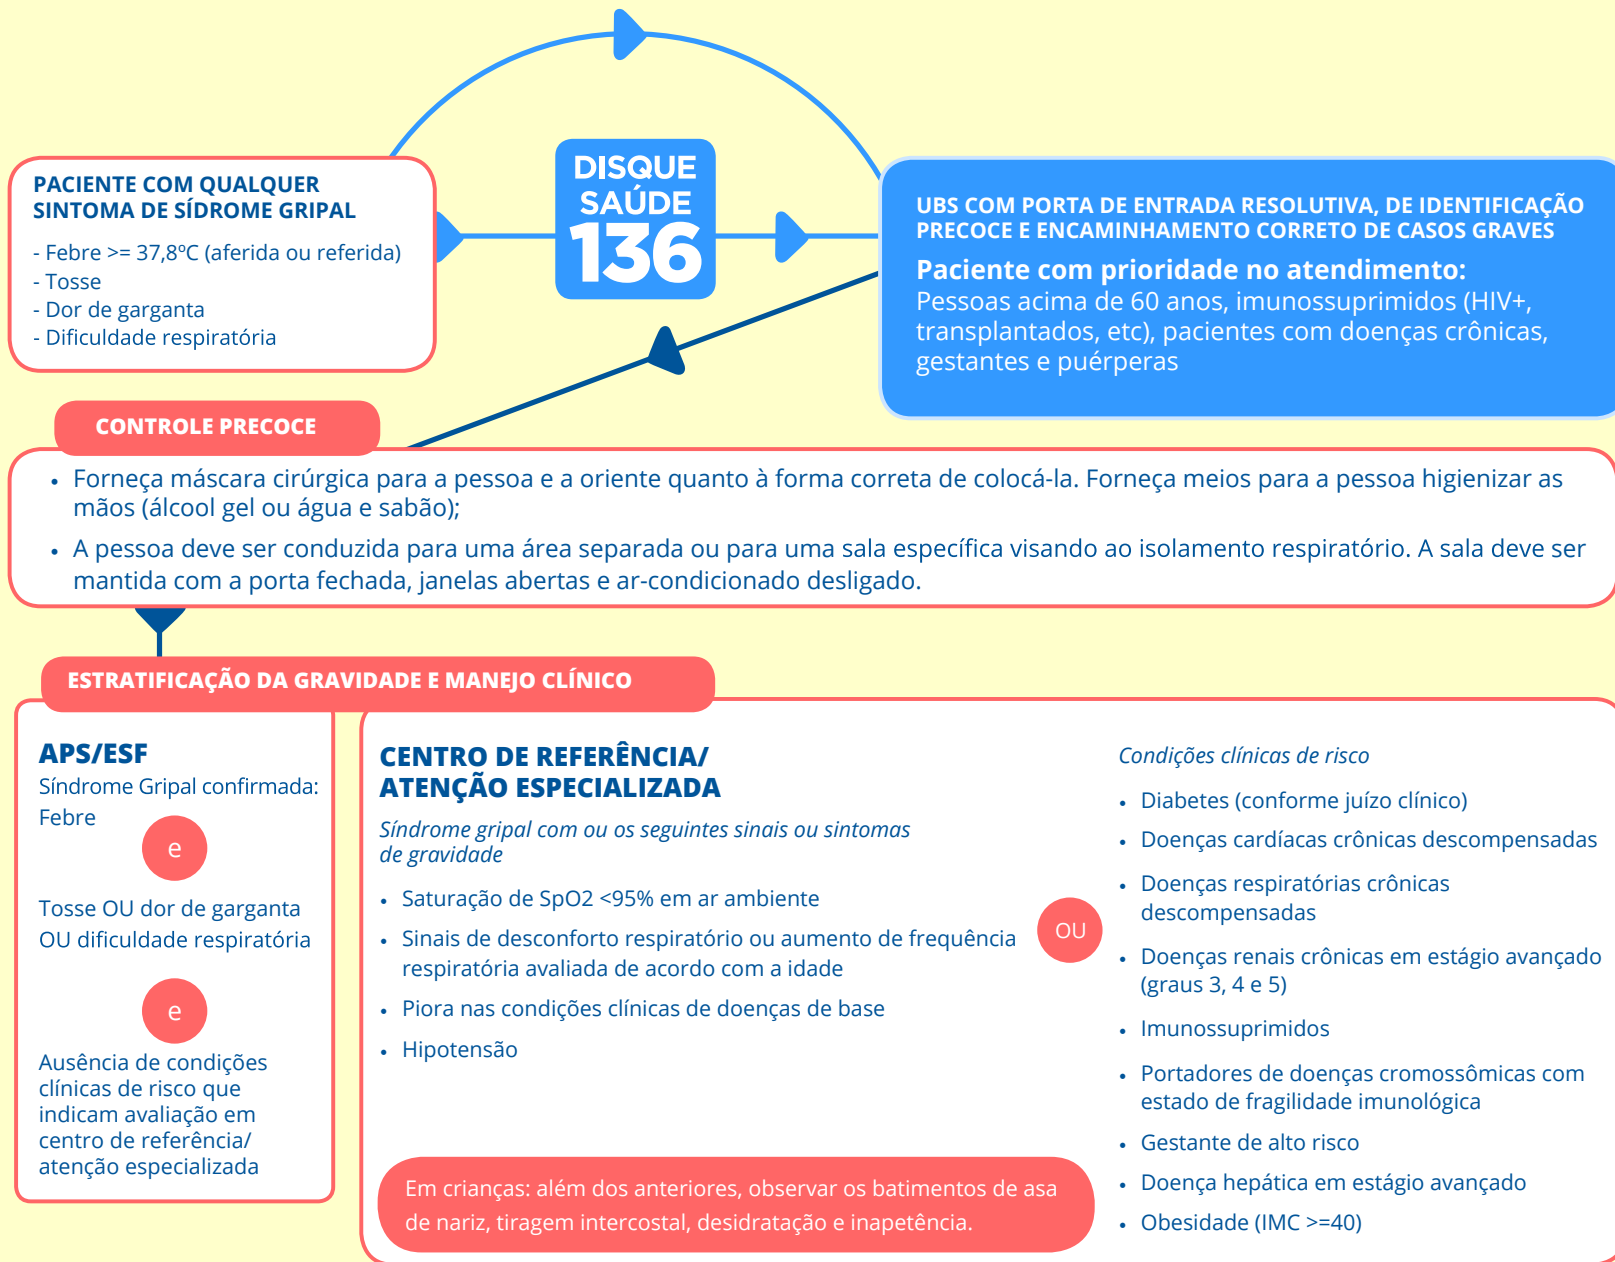 PACIENTE COM QUALQUER
SINTOMA DE SÍDROME GRIPAL
- Febre >= 37,8ºC (aferida ou referida)
- Tosse
- Dor de garganta
- Dificuldade respiratória
DISQUE
SAÚDE
136
UBS COM PORTA DE ENTRADA RESOLUTIVA, DE IDENTIFICAÇÃO
PRECOCE E ENCAMINHAMENTO CORRETO DE CASOS GRAVES
Paciente com prioridade no atendimento:
Pessoas acima de 60 anos, imunossuprimidos (HIV+,
transplantados, etc), pacientes com doenças crônicas,
gestantes e puérperas
CONTROLE PRECOCE
• Forneça máscara cirúrgica para a pessoa e a oriente quanto à forma correta de colocá-la. Forneça meios para a pessoa higienizar as
mãos (álcool gel ou água e sabão);
• A pessoa deve ser conduzida para uma área separada ou para uma sala específica visando ao isolamento respiratório. A sala deve ser
mantida com a porta fechada, janelas abertas e ar-condicionado desligado.
ESTRATIFICAÇÃO DA GRAVIDADE E MANEJO CLÍNICO
APS/ESF
Síndrome Gripal confirmada:
Febre
e
Tosse OU dor de garganta
OU dificuldade respiratória
e
Ausência de condições
clínicas de risco que
indicam avaliação em
centro de referência/
atenção especializada
CENTRO DE REFERÊNCIA/
ATENÇÃO ESPECIALIZADA
Síndrome gripal com ou os seguintes sinais ou sintomas
de gravidade
• Saturação de SpO2 <95% em ar ambiente
• Sinais de desconforto respiratório ou aumento de frequência
respiratória avaliada de acordo com a idade
• Piora nas condições clínicas de doenças de base
• Hipotensão
Em crianças: além dos anteriores, observar os batimentos de asa
de nariz, tiragem intercostal, desidratação e inapetência.
OU
Condições clínicas de risco
• Diabetes (conforme juízo clínico)
• Doenças cardíacas crônicas descompensadas
• Doenças respiratórias crônicas
descompensadas
• Doenças renais crônicas em estágio avançado
(graus 3, 4 e 5)
• Imunossuprimidos
• Portadores de doenças cromossômicas com
estado de fragilidade imunológica
• Gestante de alto risco
• Doença hepática em estágio avançado
• Obesidade (IMC >=40)